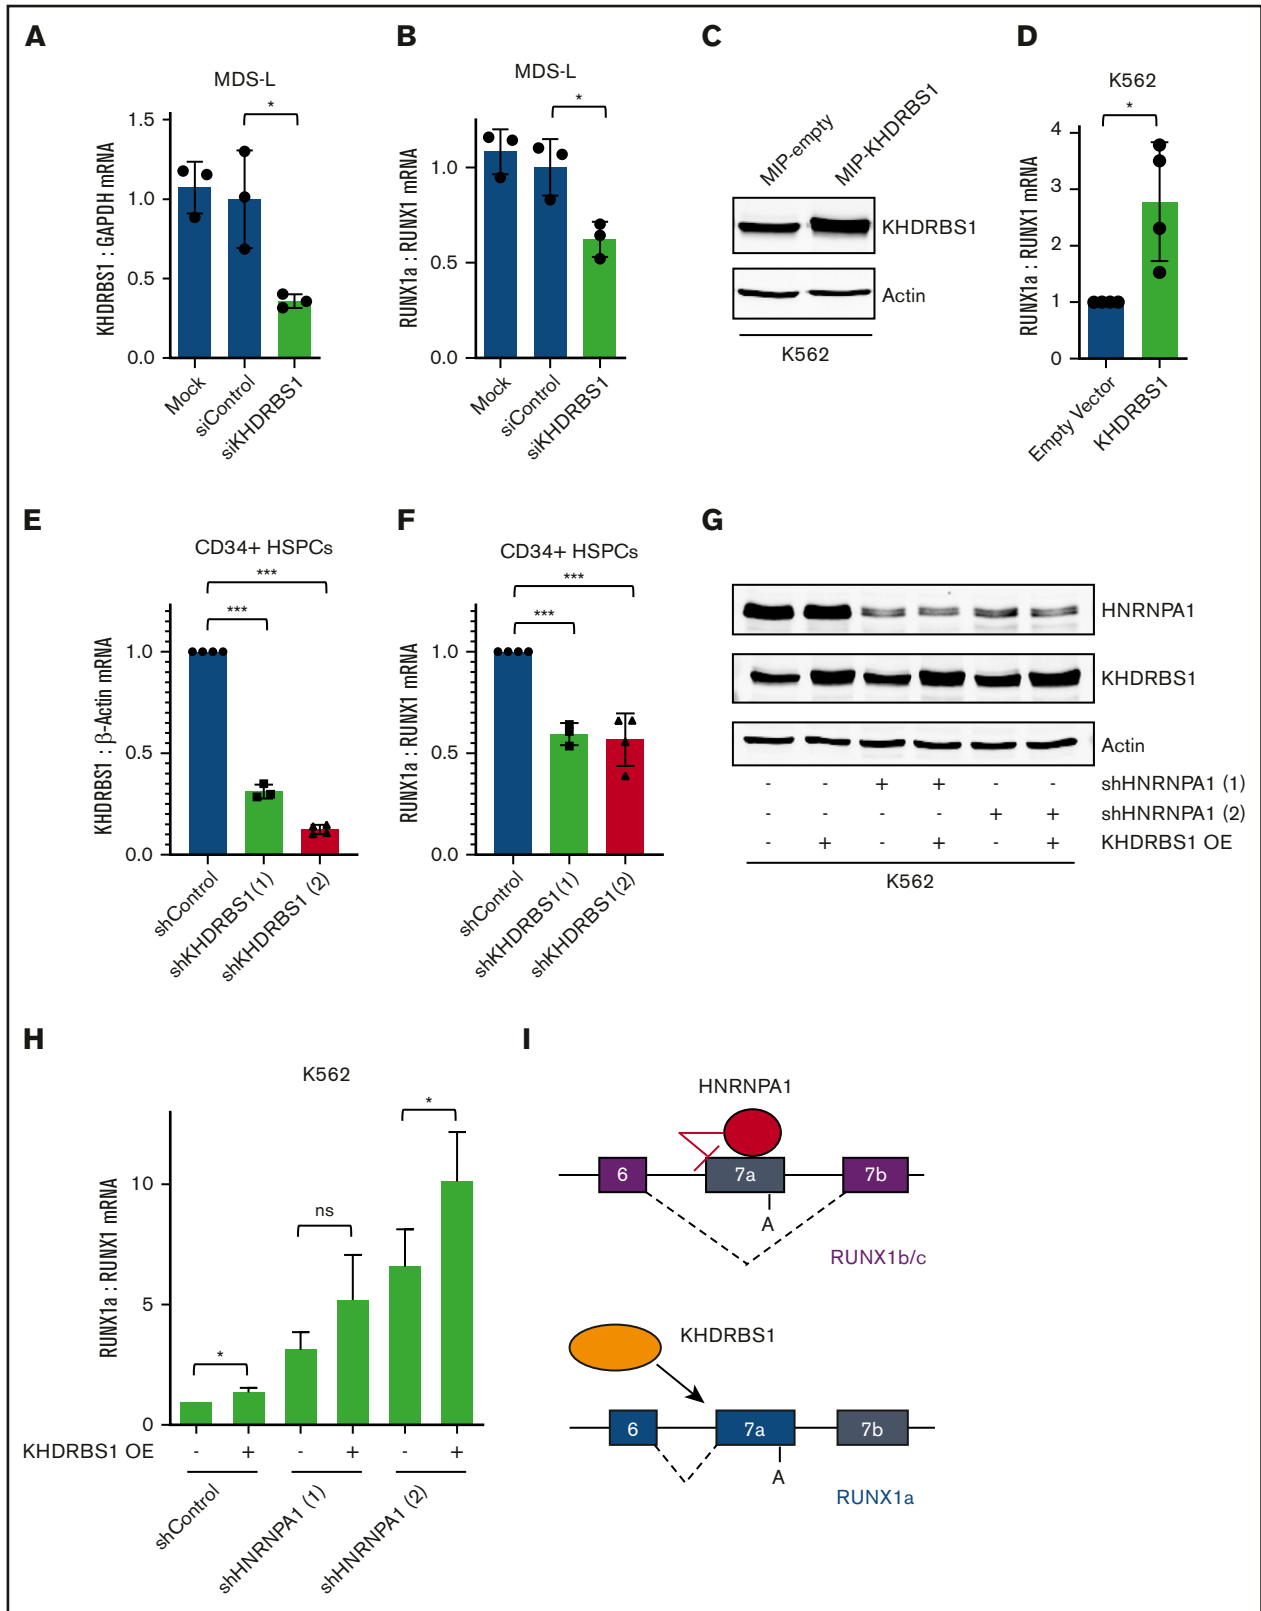 A
MDS-L
*
KHDRBS1 : GAPDH mRNA
1.5
1.0
0.5
0.0
Mock
siControl
siKHDRBS1
B
MDS-L
*
RUNX1a : RUNX1 mRNA
1.0
0.5
0.0
Mock
siControl
siKHDRBS1
C
MIP-empty
MIP-KHDRBS1
KHDRBS1
Actin
K562
D
K562
*
RUNX1a : RUNX1 mRNA
4
3
2
1
0
Empty Vector
KHDRBS1
E
CD34+ HSPCs
***
***
KHDRBS1 : β-Actin mRNA
1.0
0.5
0.0
shControl
shKHDRBS1(1)
shKHDRBS1 (2)
F
CD34+ HSPCs
***
***
RUNX1a : RUNX1 mRNA
1.0
0.5
0.0
shControl
shKHDRBS1(1)
shKHDRBS1(2)
G
HNRNPA1
KHDRBS1
Actin
- - + + - - shHNRNPA1 (1)
- - - - + + shHNRNPA1 (2)
- + - + - + KHDRBS1 OE
K562
H
K562
*
ns
*
RUNX1a : RUNX1 mRNA
10
5
0
KHDRBS1 OE - + - + - +
shControl
shHNRNPA1 (1)
shHNRNPA1 (2)
I
HNRNPA1
6 7a 7b
A
RUNX1b/c
KHDRBS1
6 7a 7b
A
RUNX1a